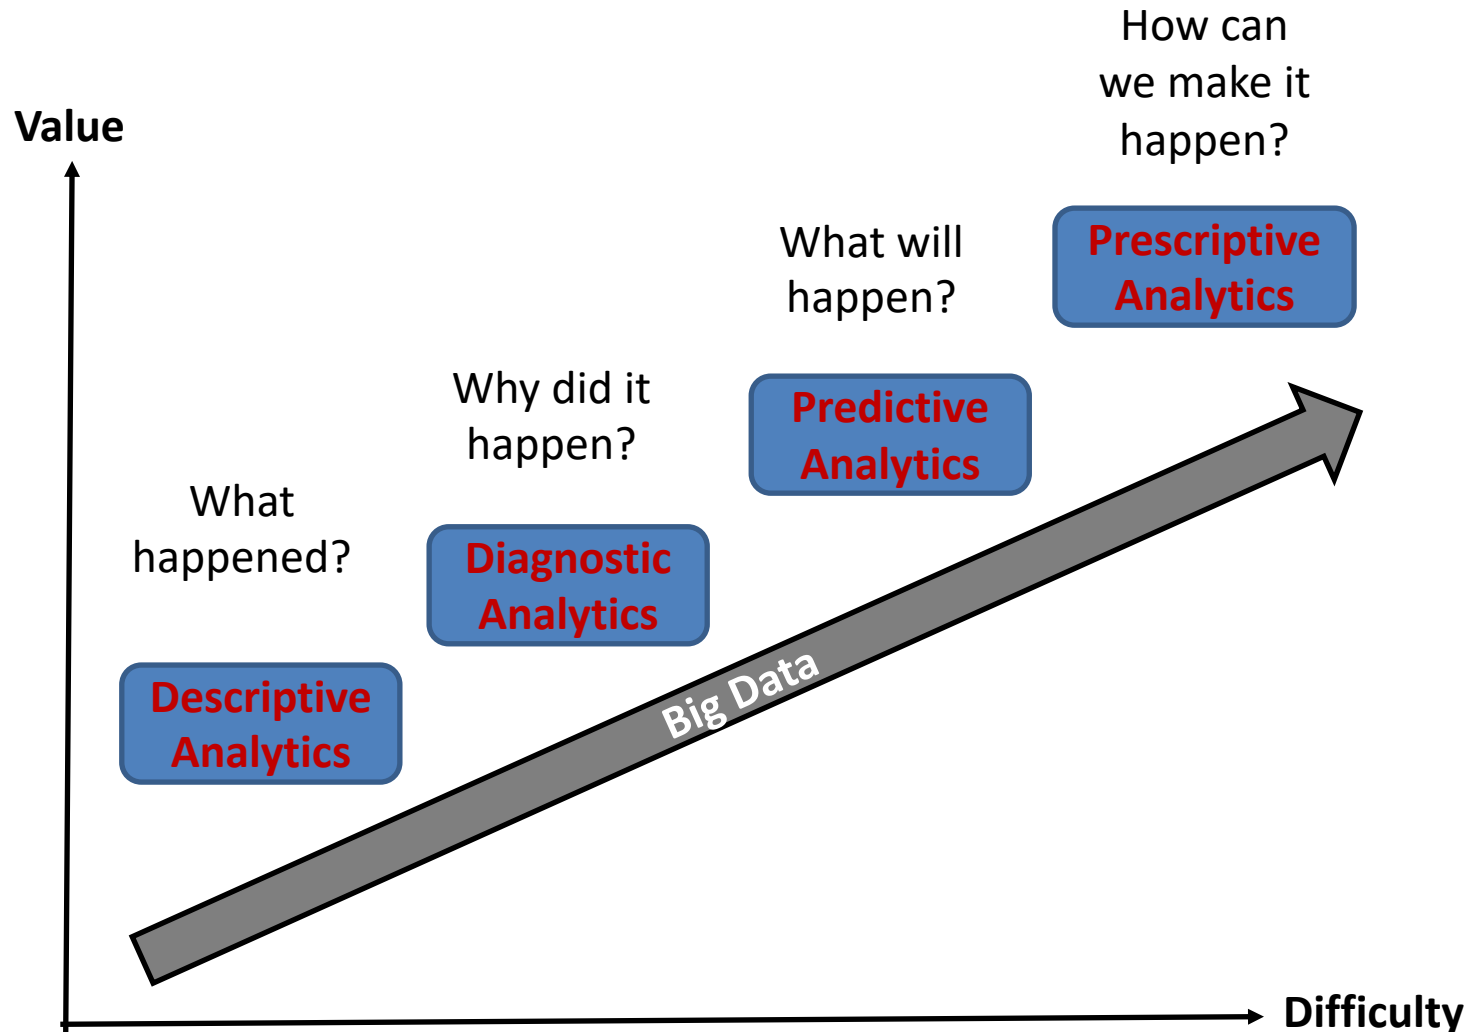 Value
How can
we make it
happen?
Prescriptive
Analytics
What will
happen?
Predictive
Analytics
Why did it
happen?
Diagnostic
Analytics
What
happened?
Descriptive
Analytics
Big Data
Difficulty